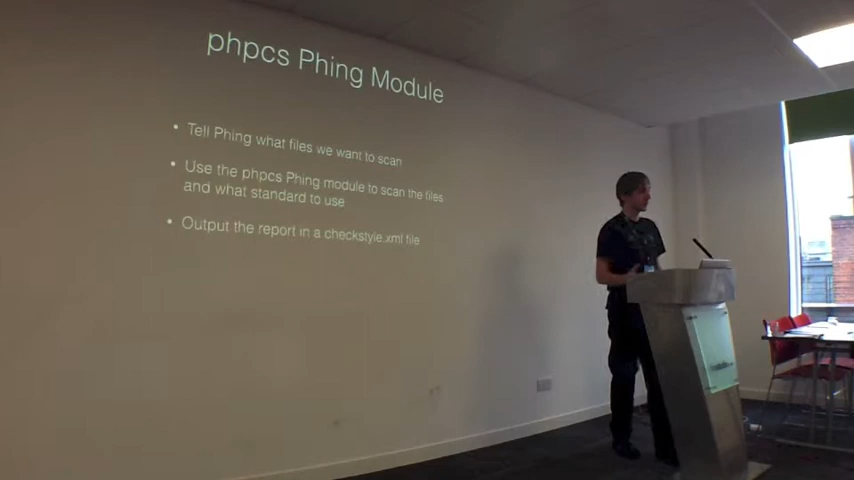 phpcs Phing Module
• Tell Phing what files we want to scan
• Use the phpcs Phing module to scan the files
and what standard to use
• Output the report in a checkstyle.xml file